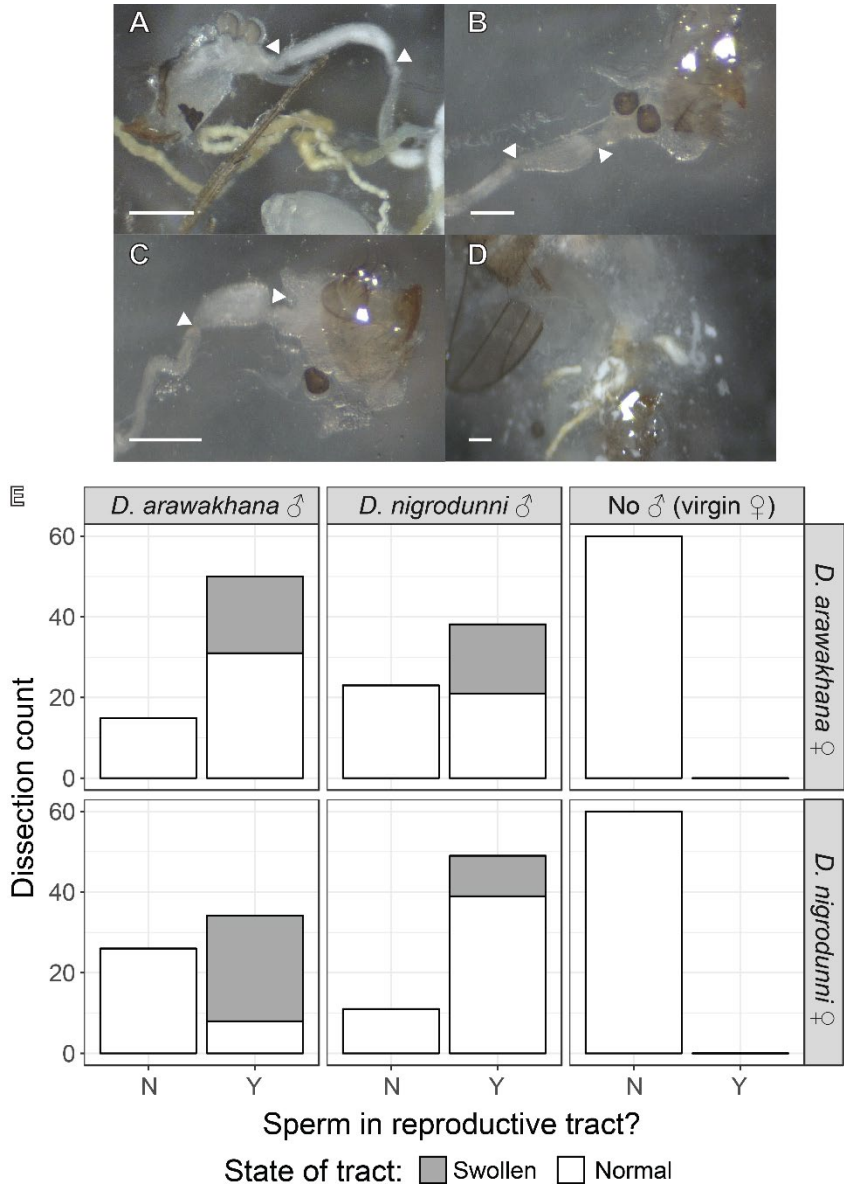 A
B
C
D
E
D. arawakhana ♂ D. nigrodunni ♂ No ♂ (virgin ♀)
60
40
20
0
D. arawakhana ♀
60
40
20
0
D. nigrodunni ♀
Dissection count
N Y N Y N Y
Sperm in reproductive tract?
State of tract: Swollen Normal